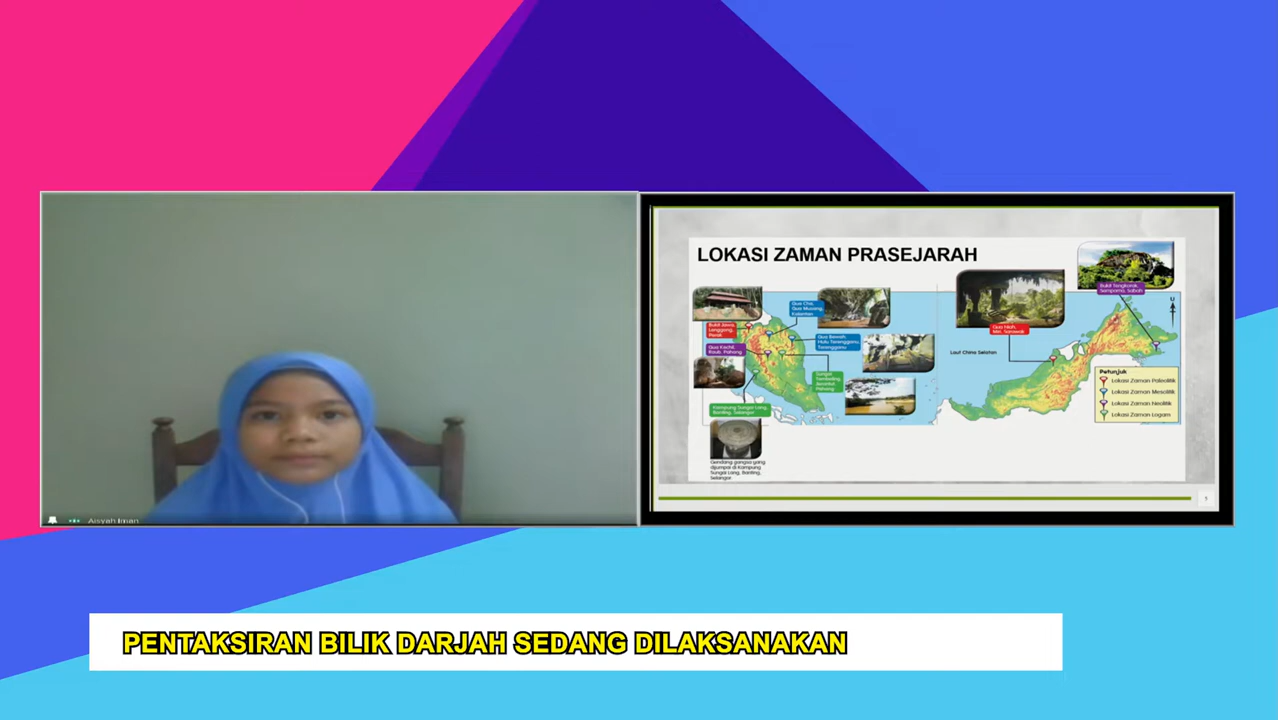 LOKASI ZAMAN PRASEJARAH
Bukit Tengkorak,
Semporna, Sabah
Gua Cha,
Gua Musang,
Kelantan
Bukit Jawa,
Lenggong,
Perak
Gua Bewah,
Hulu Terengganu,
Terengganu
Gua Kechil,
Raub, Pahang
Sungai
Tembeling,
Jerantut,
Pahang
Kampung Sungai Lang,
Banting, Selangor
Gendang gangsa yang
dijumpai di Kampung
Sungai Lang, Banting,
Selangor.
Gua Niah,
Miri, Sarawak
Laut China Selatan
U
Petunjuk
Lokasi Zaman Paleolitik
Lokasi Zaman Mesolitik
Lokasi Zaman Neolitik
Lokasi Zaman Logam
5
Aisyah Iman
PENTAKSIRAN BILIK DARJAH SEDANG DILAKSANAKAN